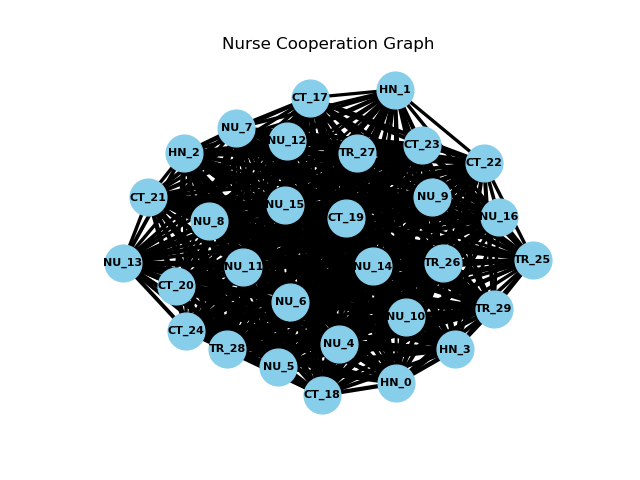 Nurse Cooperation Graph
HN_1
CT_17
NU_7
NU_12
CT_23
HN_2
TR_27
CT_22
CT_21
NU_9
NU_15
NU_16
CT_19
NU_8
TR_25
NU_13
TR_26
NU_14
NU_11
CT_20
NU_6
TR_29
NU_10
CT_24
NU_4
TR_28
HN_3
NU_5
HN_0
CT_18